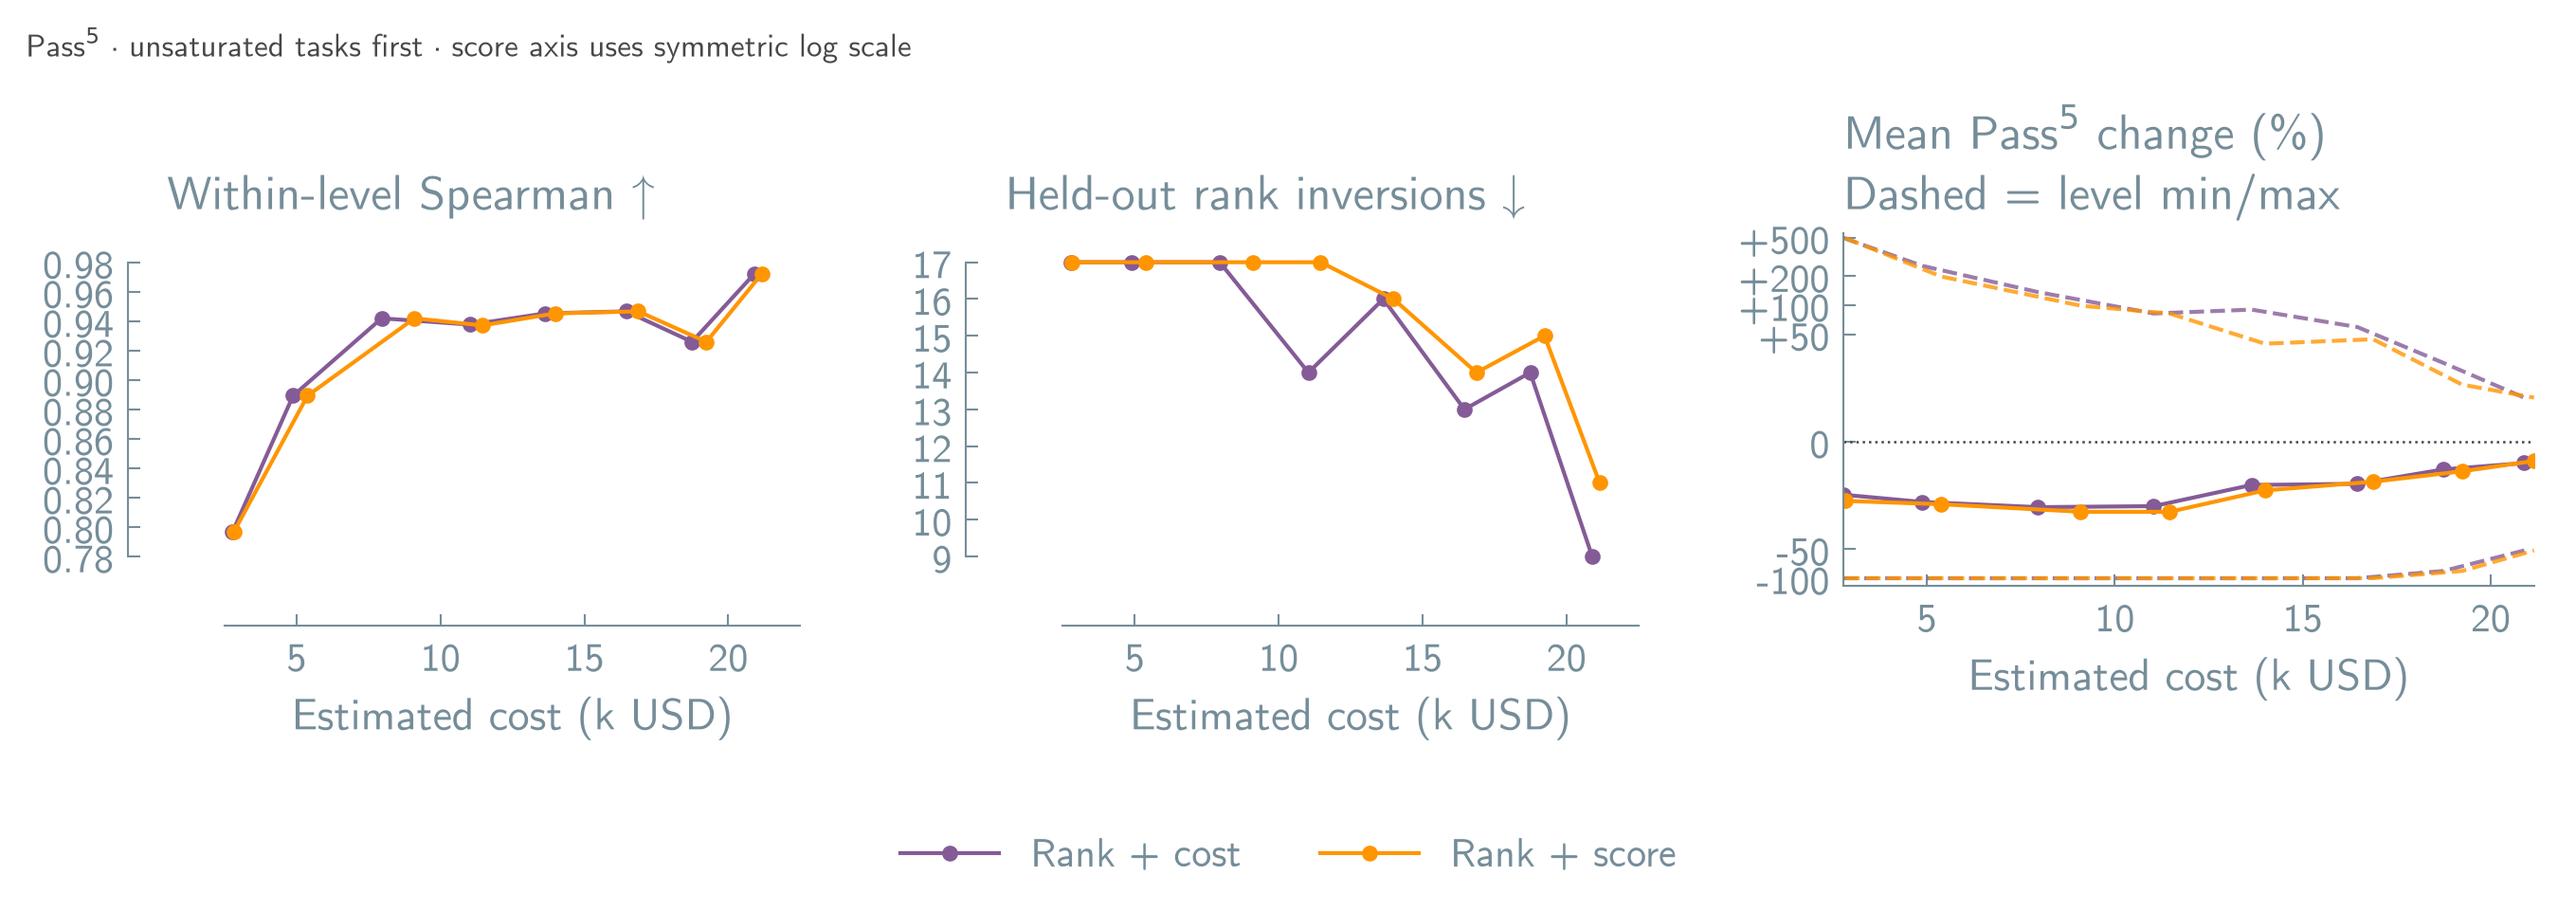 Pass⁵ · unsaturated tasks first · score axis uses symmetric log scale
Within-level Spearman ↑
0.98
0.96
0.94
0.92
0.90
0.88
0.86
0.84
0.82
0.80
0.78
5 10 15 20
Estimated cost (k USD)
Held-out rank inversions ↓
17
16
15
14
13
12
11
10
9
5 10 15 20
Estimated cost (k USD)
Mean Pass⁵ change (%)
Dashed = level min/max
+500
+200
+100
+50
0
-50
-100
5 10 15 20
Estimated cost (k USD)
Rank + cost
Rank + score